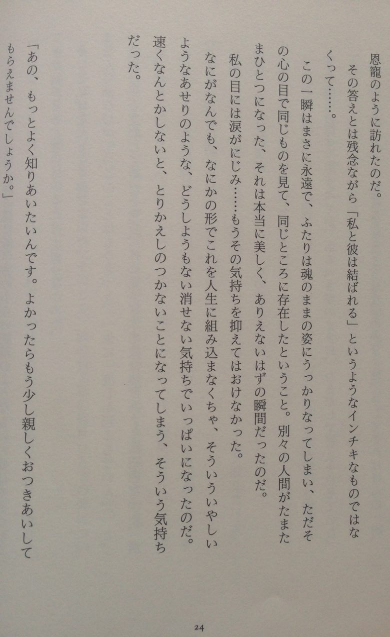 恩寵のように訪れたのだ。
その答えとは残念ながら「私と彼は結ばれる」というようなインチキなものではな
くって……。
この一瞬はまさに永遠で、ふたりは魂のままの姿にうっかりなってしまい、ただそ
の心の目で同じものを見て、同じところに存在したということ。別々の人間がたまた
まひとつになった、それは本当に美しく、ありえないはずの瞬間だったのだ。
私の目には涙がにじみ……もうその気持ちを抑えてはおけなかった。
なにがなんでも、なにかの形でこれを人生に組み込まなくちゃ、そういういやしい
ようなあせりのような、どうしようもない消せない気持ちでいっぱいになったのだ。
速くなんとかしないと、とりかえしのつかないことになってしまう、そういう気持ち
だった。
「あの、もっとよく知りあいたいんです。よかったらもう少し親しくおつきあいして
もらえませんでしょうか。」
24